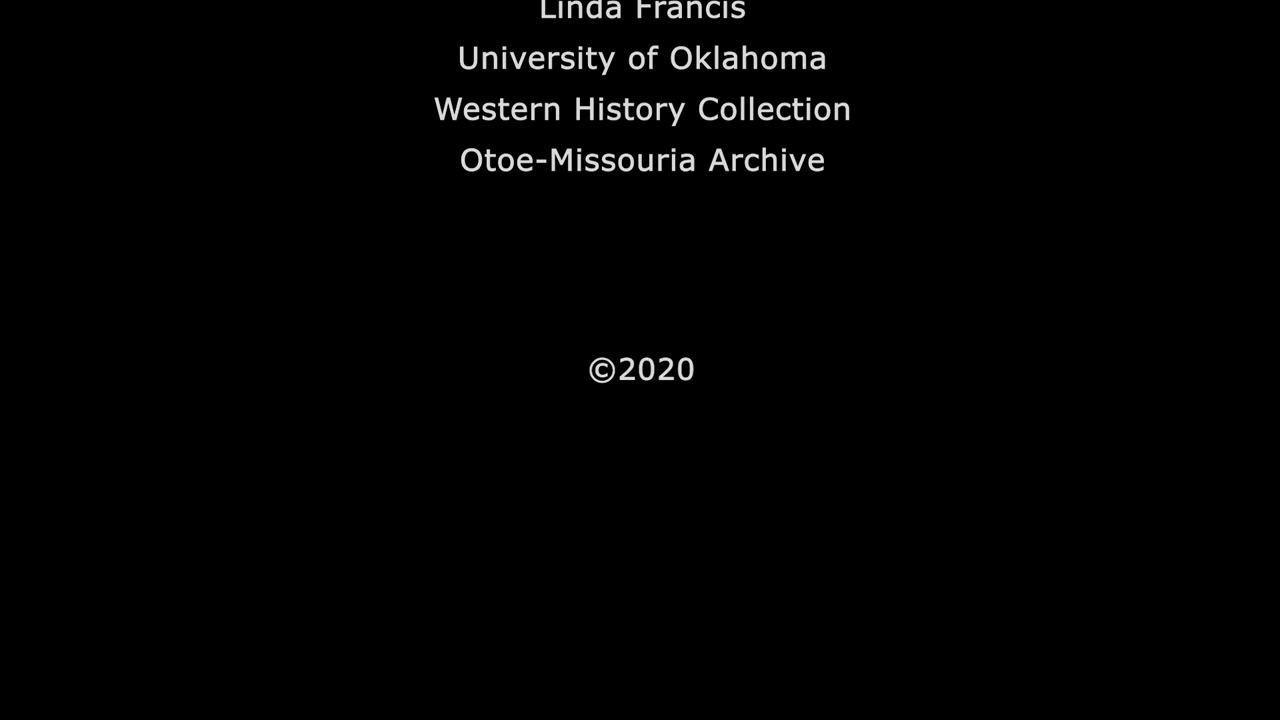 Linda Francis
University of Oklahoma
Western History Collection
Otoe-Missouria Archive
©2020